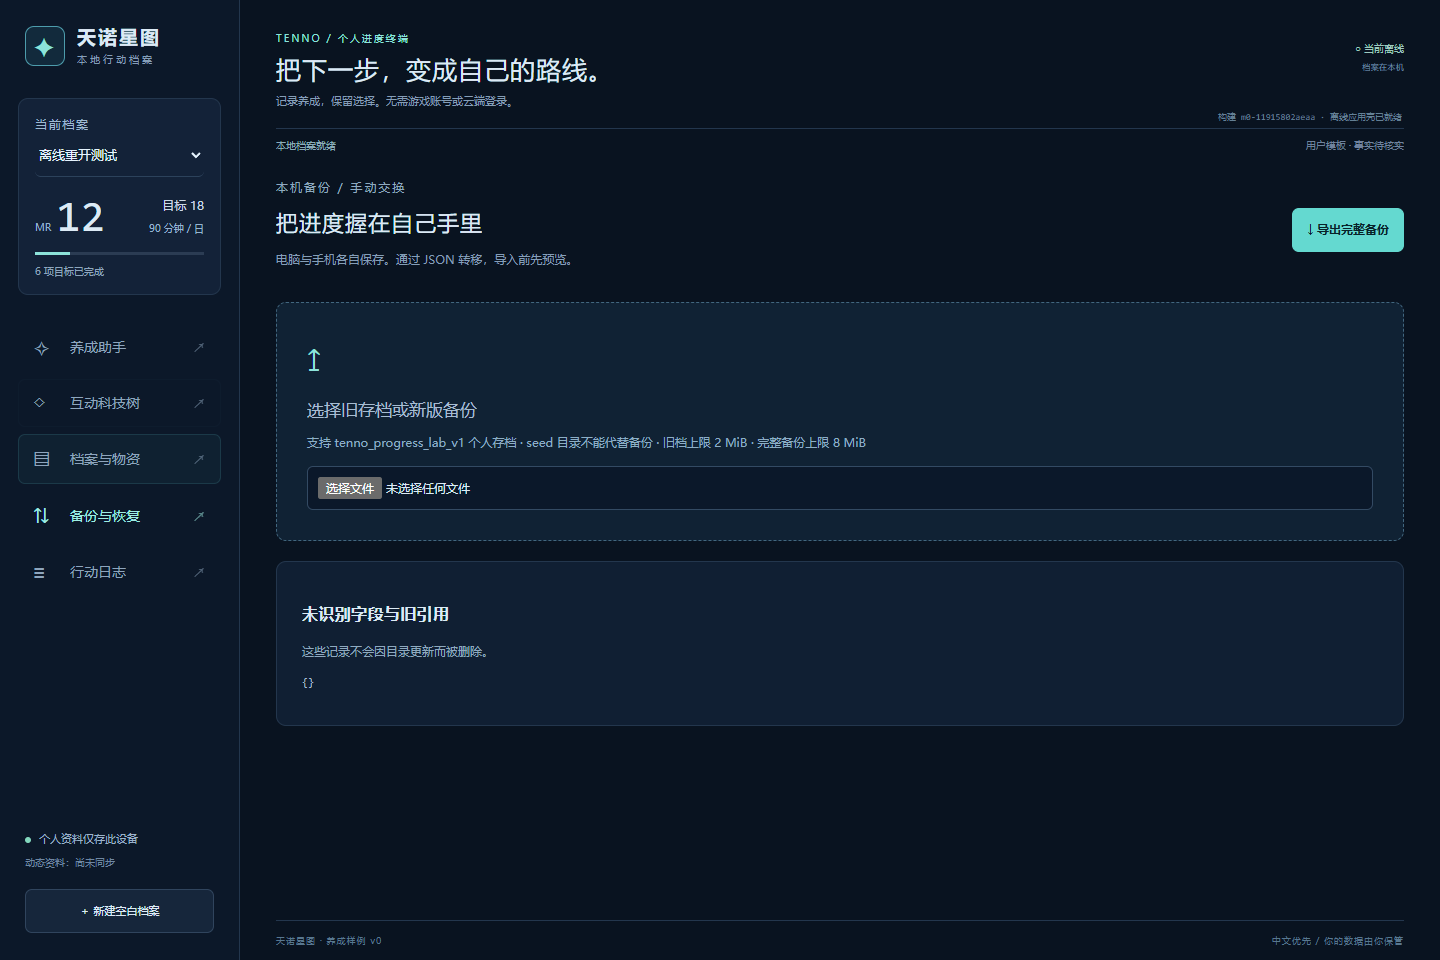 天诺星图
本地行动档案
当前档案
离线重开测试
MR 12
目标 18
90 分钟 / 日
6 项目标已完成
养成助手
互动科技树
档案与物资
备份与恢复
行动日志
个人资料仅存此设备
动态资料：尚未同步
+ 新建空白档案
TENNO / 个人进度终端
把下一步，变成自己的路线。
记录养成，保留选择。无需游戏账号或云端登录。
当前离线
档案在本机
构建 m0-11915802aeaa · 离线应用壳已就绪
本地档案就绪
用户模板 · 事实待核实
本机备份 / 手动交换
把进度握在自己手里
电脑与手机各自保存。通过 JSON 转移，导入前先预览。
↓ 导出完整备份
选择旧存档或新版备份
支持 tenno_progress_lab_v1 个人存档 · seed 目录不能代替备份 · 旧档上限 2 MiB · 完整备份上限 8 MiB
选择文件 未选择任何文件
未识别字段与旧引用
这些记录不会因目录更新而被删除。
{}
天诺星图 · 养成样例 v0
中文优先 / 你的数据由你保管